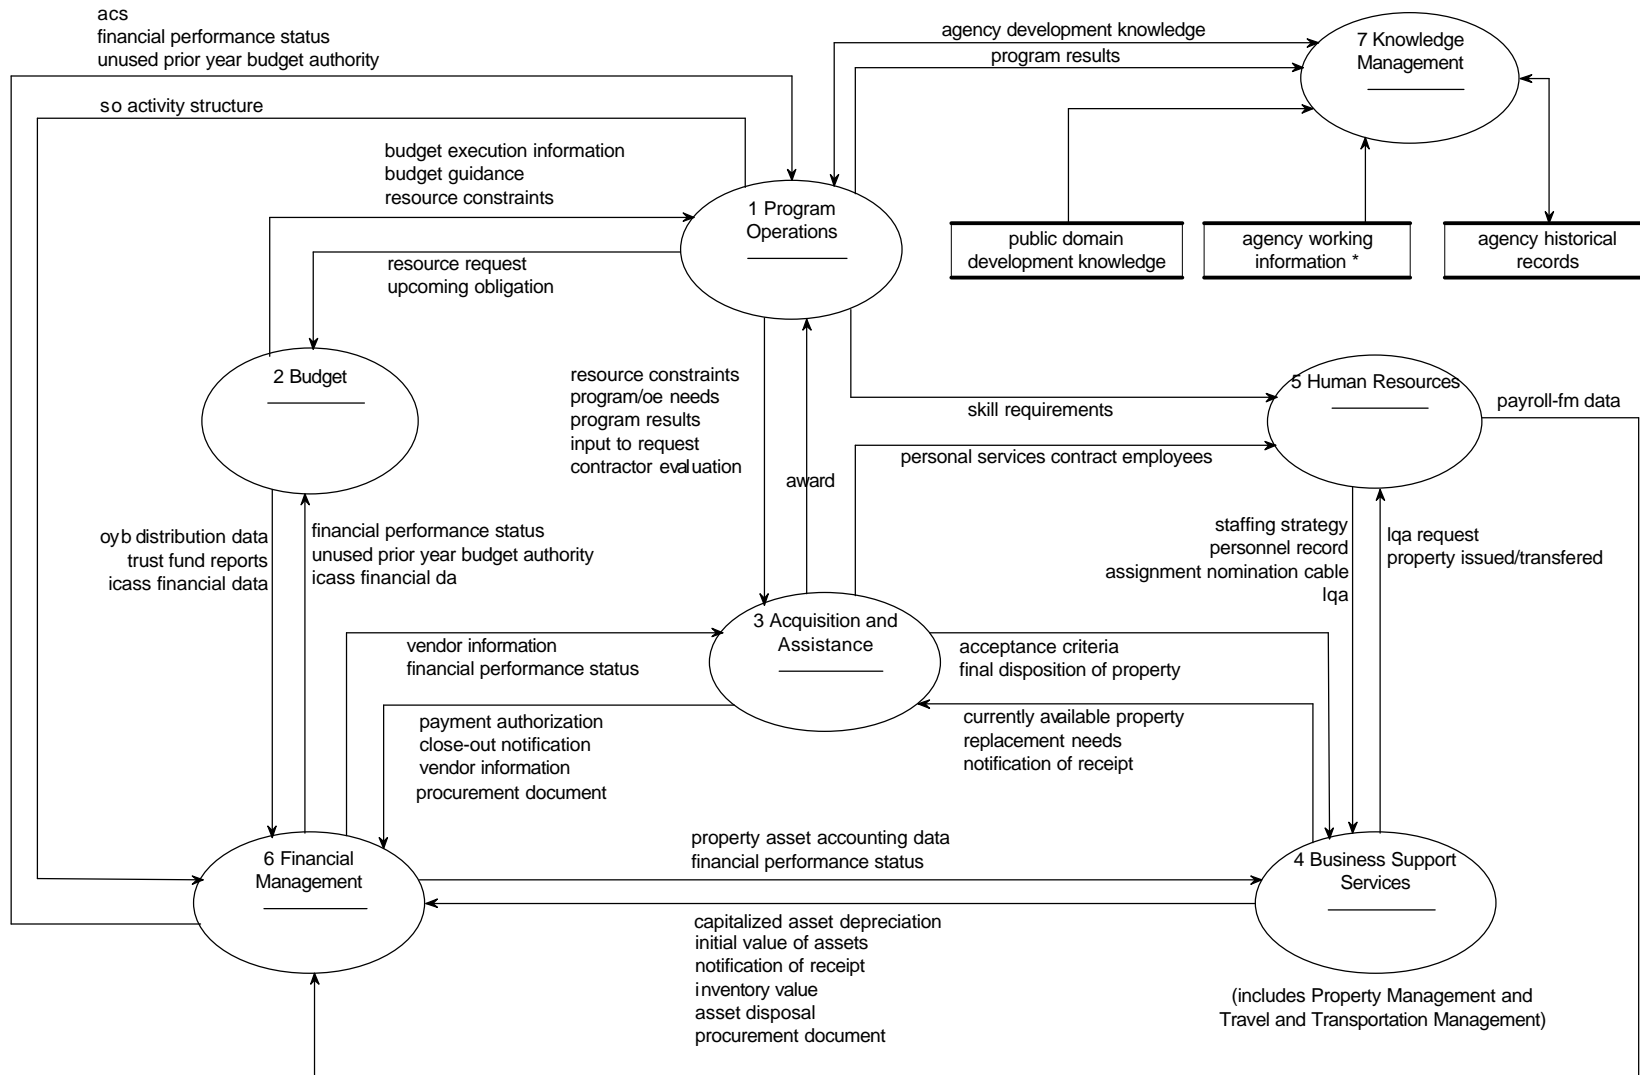 acs
financial performance status
unused prior year budget authority
so activity structure
agency development knowledge
program results
7 Knowledge
Management
budget execution information
budget guidance
resource constraints
1 Program
Operations
public domain
development knowledge
agency working
information *
agency historical
records
resource request
upcoming obligation
2 Budget
resource constraints
program/oe needs
program results
input to request
contractor evaluation
award
skill requirements
personal services contract employees
5 Human Resources
payroll-fm data
oyb distribution data
trust fund reports
icass financial data
financial performance status
unused prior year budget authority
icass financial da
staffing strategy
personnel record
assignment nomination cable
lqa
lqa request
property issued/transfered
vendor information
financial performance status
3 Acquisition and
Assistance
acceptance criteria
final disposition of property
payment authorization
close-out notification
vendor information
procurement document
currently available property
replacement needs
notification of receipt
6 Financial
Management
property asset accounting data
financial performance status
4 Business Support
Services
capitalized asset depreciation
initial value of assets
notification of receipt
inventory value
asset disposal
procurement document
(includes Property Management and
Travel and Transportation Management)